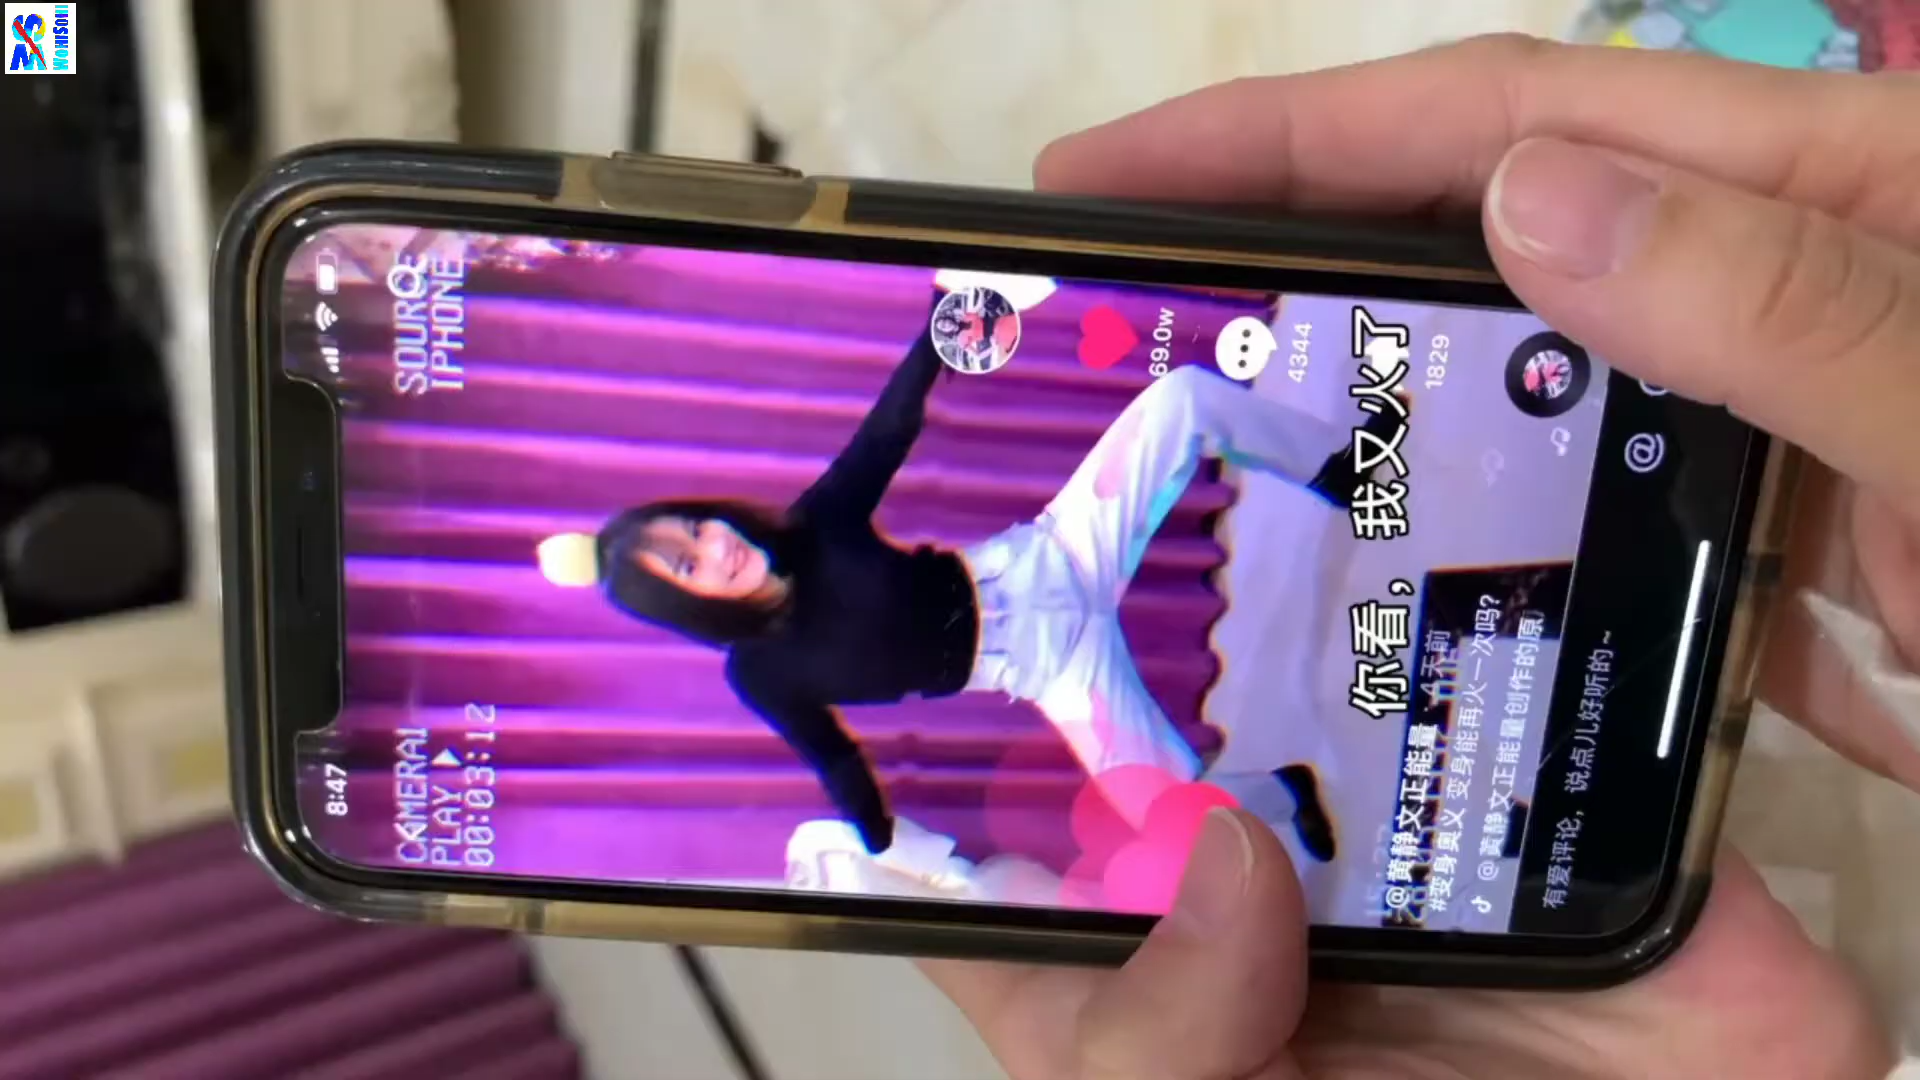 WOHISOHI
8:47
SOURCE
IPHONE
CAMERA1
PLAY
00:03:12
69.0w
4344
1829
你看，我又火了
@黄静文正能量 · 4天前
#变身奥义 变身能再火一次吗？
@黄静文正能量创作的原
有爱评论，说点儿好听的~
@